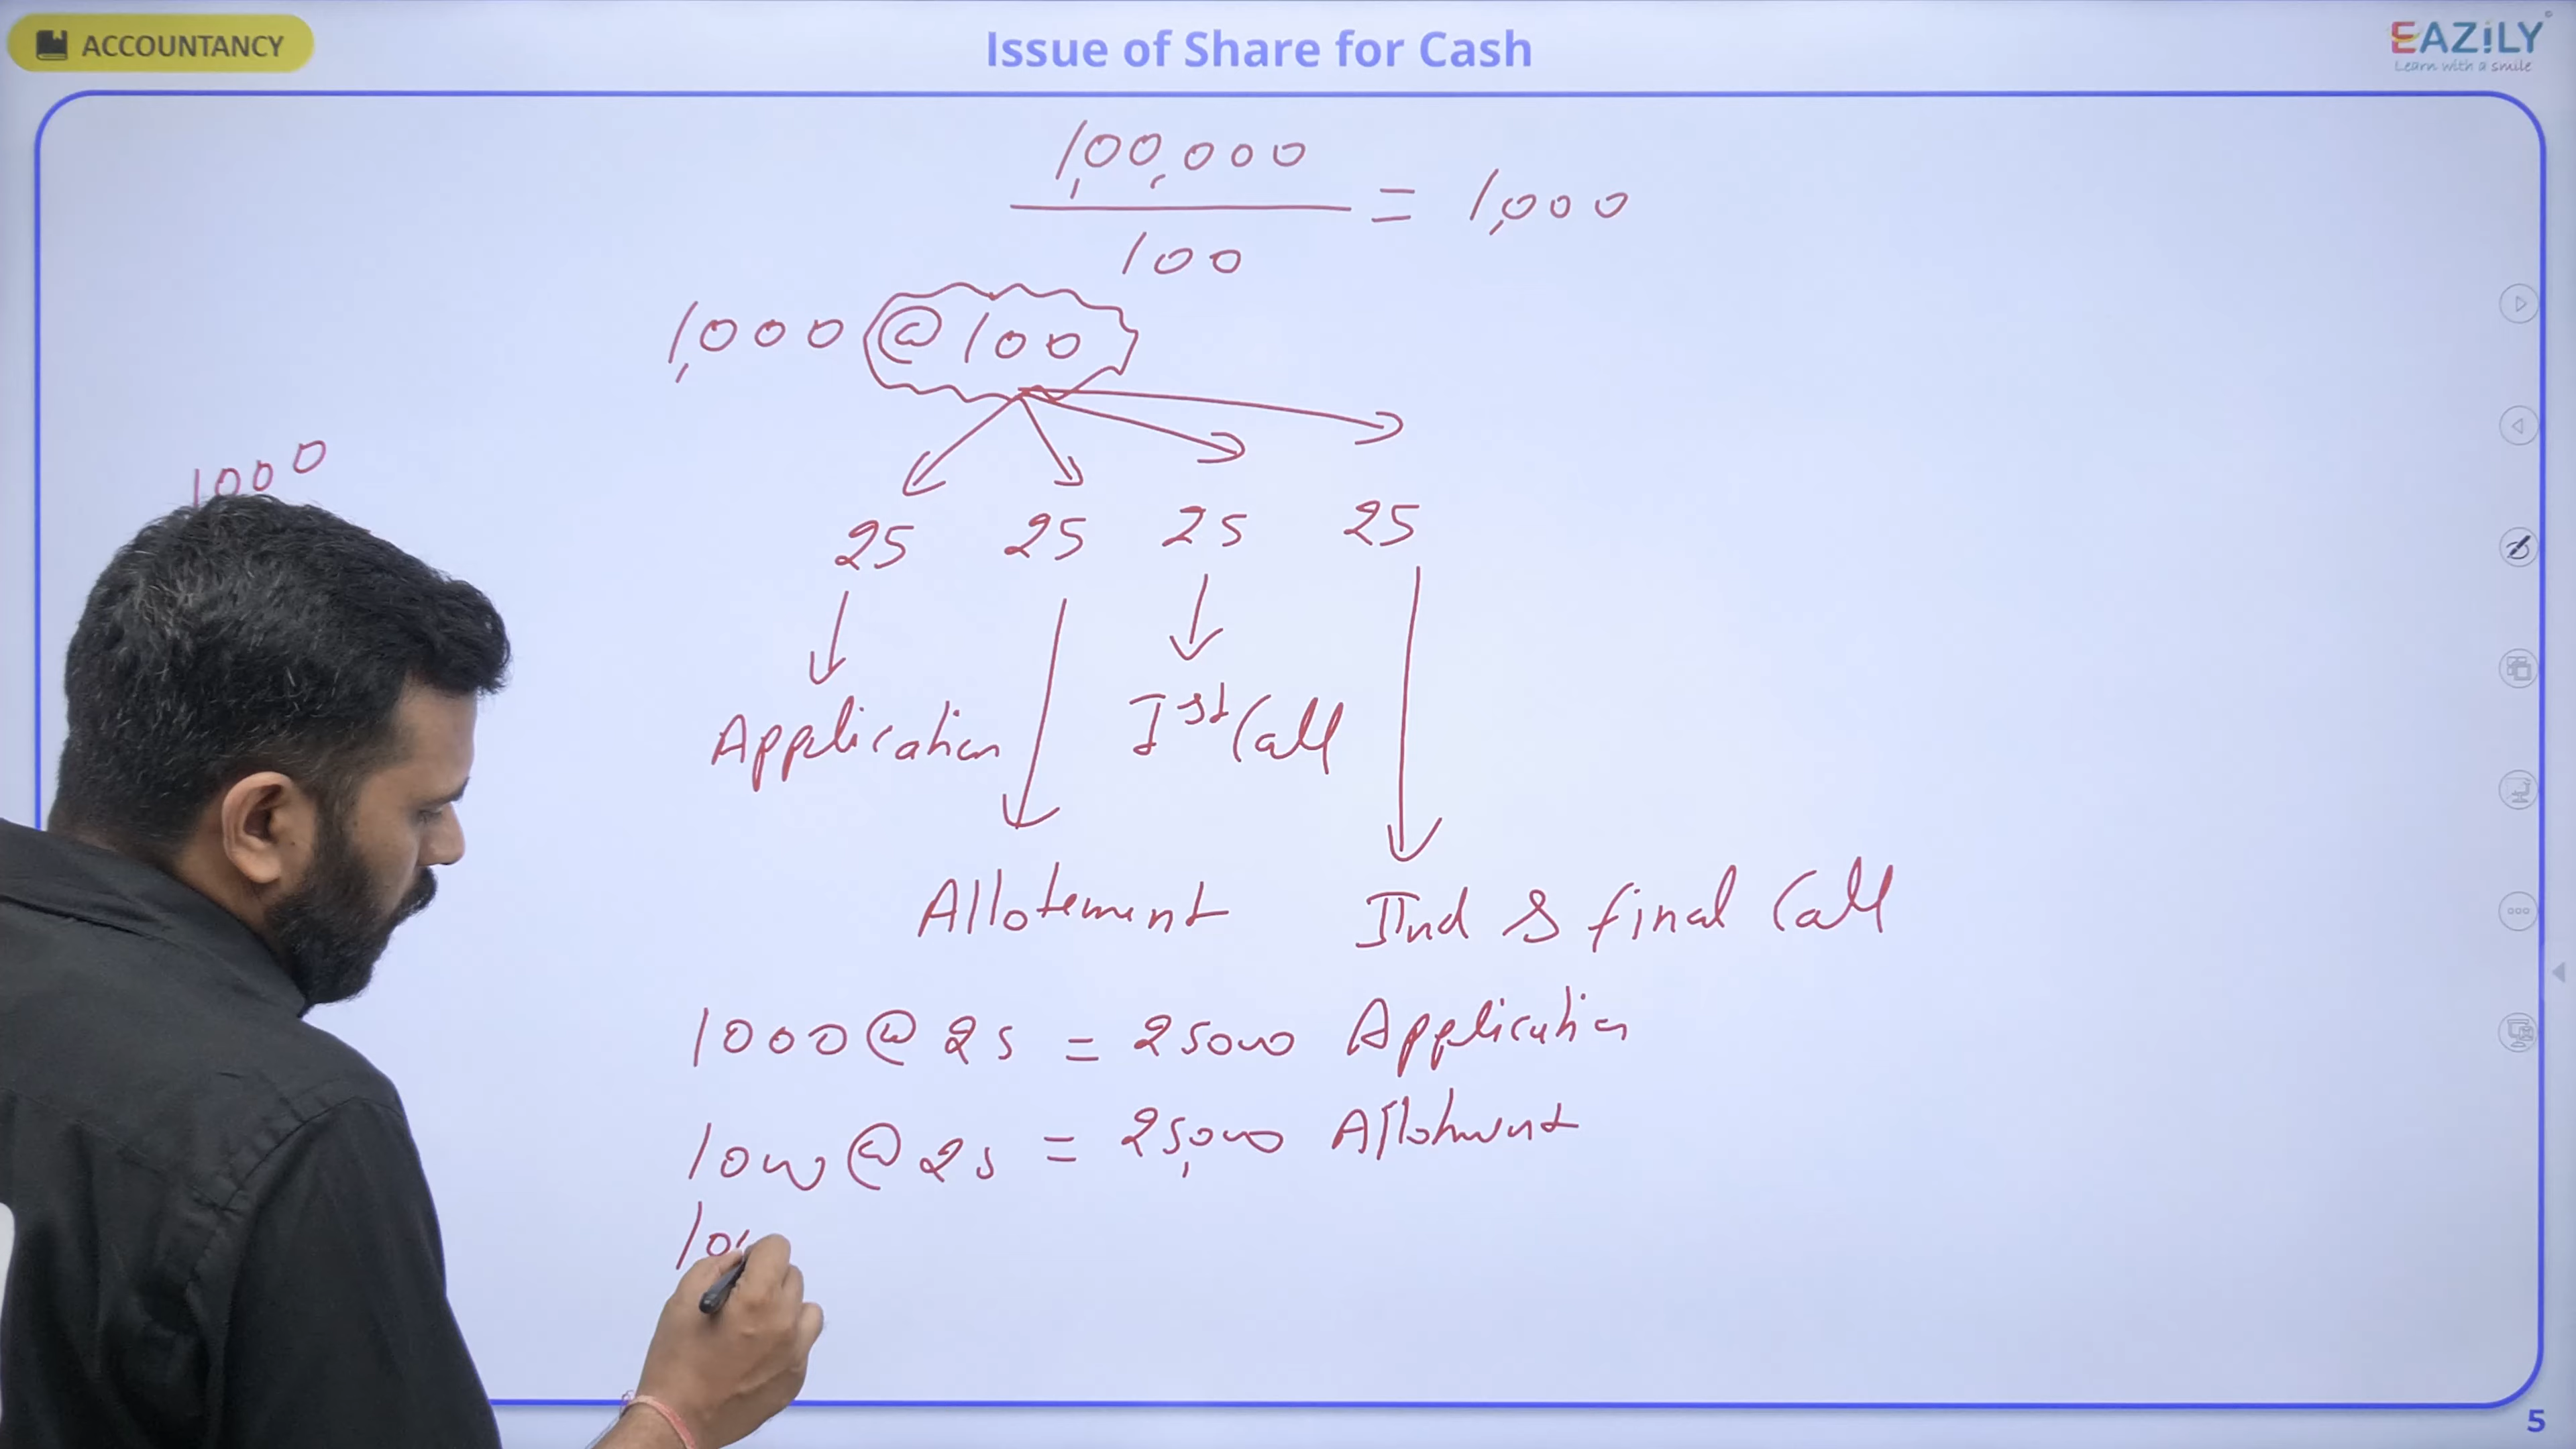 ACCOUNTANCY
Issue of Share for Cash
EAZiLY
Learn with a smile
1,00,000
100
= 1,000
1,000 @ 100
1000
25 25 25 25
Application
Ist Call
Allotement
IInd & final Call
1000 @ 25 = 25000 Application
1000 @ 25 = 25,000 Allotment
100
5